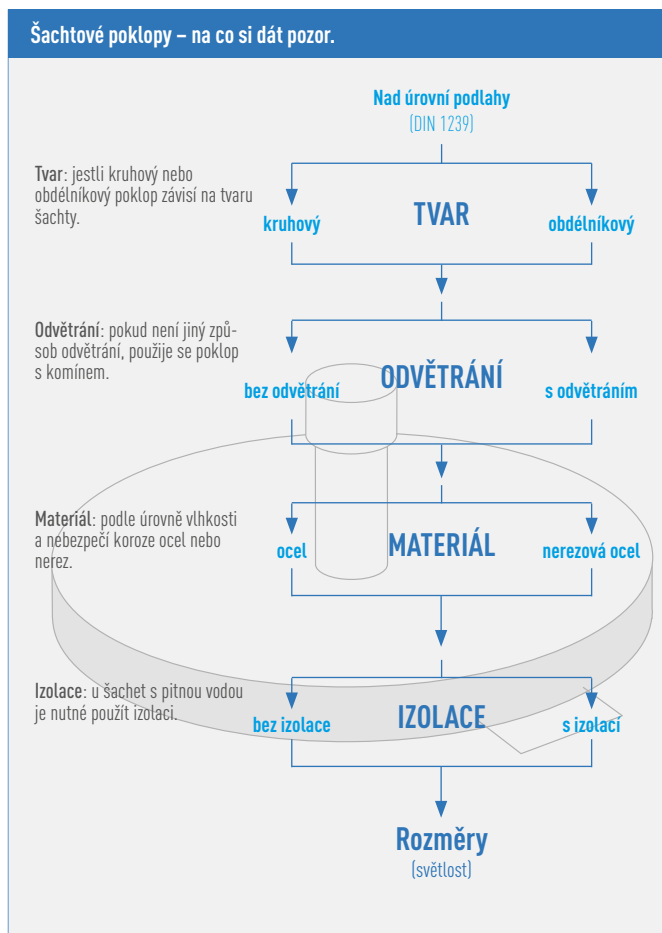 Šachtové poklopy – na co si dát pozor.
Nad úrovní podlahy
(DIN 1239)
Tvar: jestli kruhový nebo
obdélníkový poklop závisí na tvaru
šachty.
kruhový
TVAR
obdélníkový
Odvětrání: pokud není jiný způ-
sob odvětrání, použije se poklop
s komínem.
bez odvětrání
ODVĚTRÁNÍ
s odvětráním
Materiál: podle úrovně vlhkosti
a nebezpečí koroze ocel nebo
nerez.
ocel
MATERIÁL
nerezová ocel
Izolace: u šachet s pitnou vodou
je nutné použít izolaci.
bez izolace
IZOLACE
s izolací
Rozměry
(světlost)